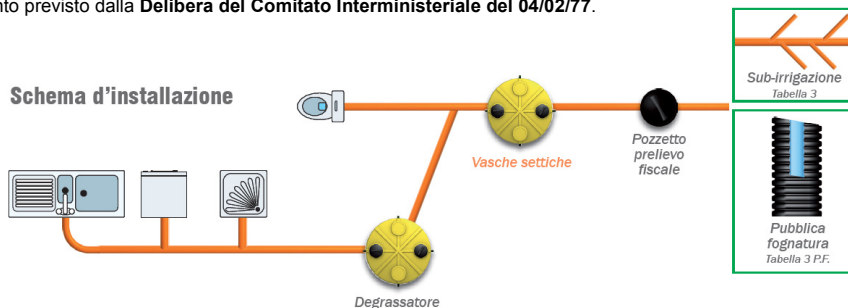 nto previsto dalla Delibera del Comitato Interministeriale del 04/02/77.
Schema d'installazione
Sub-irrigazione
Tabella 3
Vasche settiche
Pozzetto
prelievo
fiscale
Pubblica
fognatura
Tabella 3 P.F.
Degrassatore